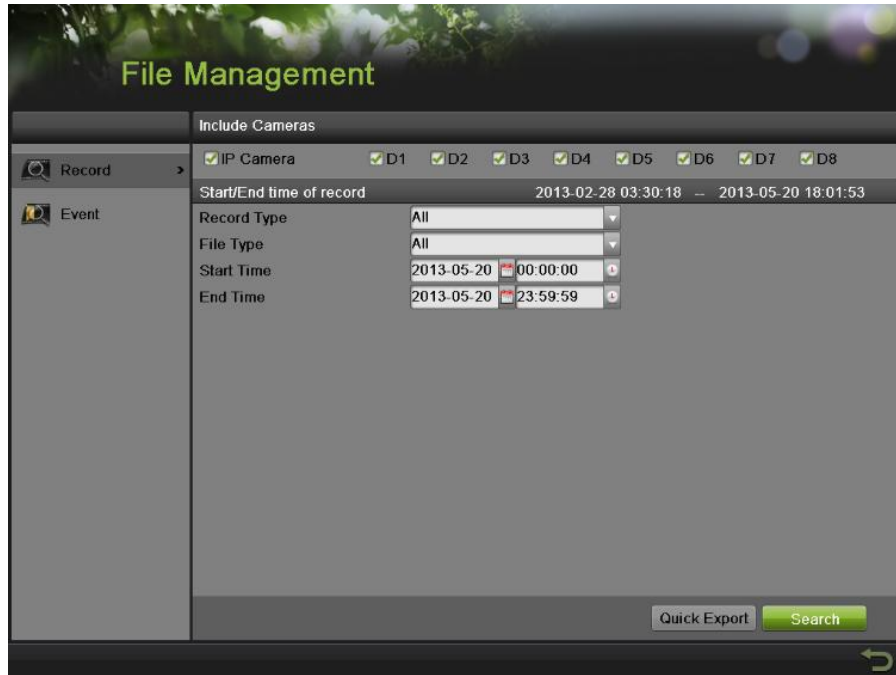 File Management
Include Cameras
Record
IP Camera D1 D2 D3 D4 D5 D6 D7 D8
Start/End time of record 2013-02-28 03:30:18 -- 2013-05-20 18:01:53
Event
Record Type All
File Type All
Start Time 2013-05-20 00:00:00
End Time 2013-05-20 23:59:59
Quick Export Search